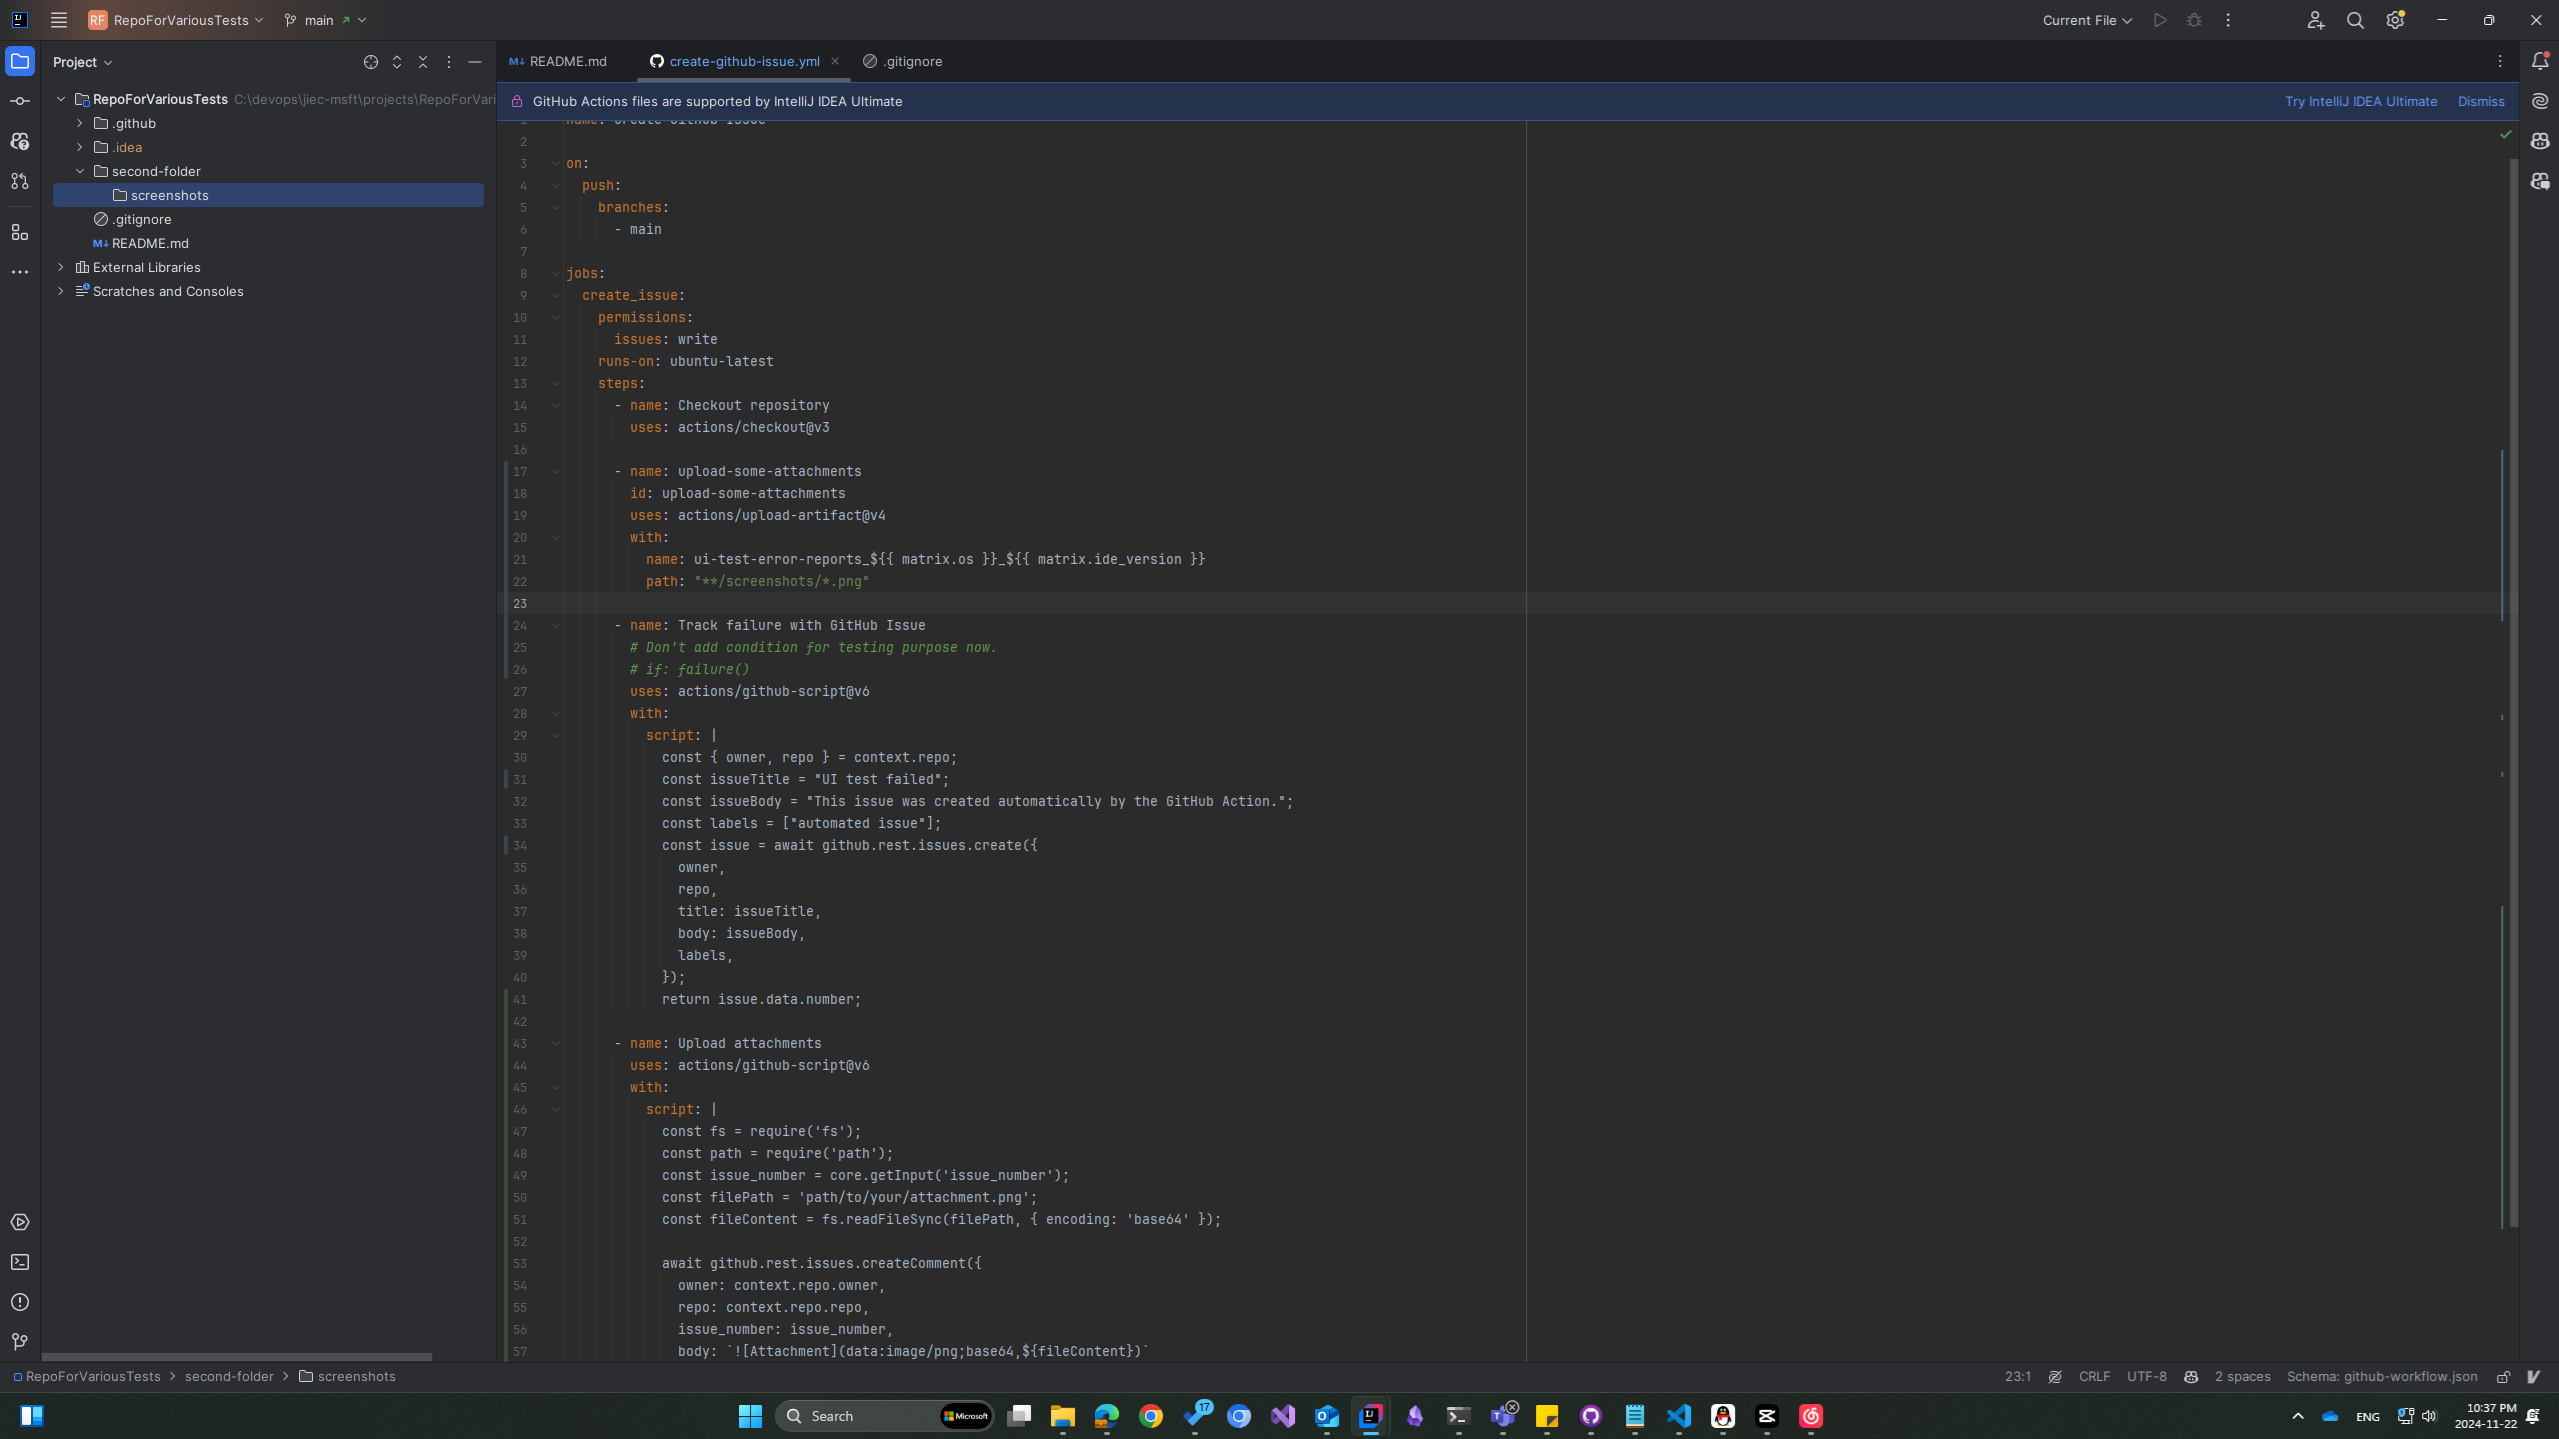 RF RepoForVariousTests
main
Current File
Project
README.md
create-github-issue.yml
.gitignore
GitHub Actions files are supported by IntelliJ IDEA Ultimate
Try IntelliJ IDEA Ultimate
Dismiss
RepoForVariousTests C:\devops\jiec-msft\projects\RepoForVari
.github
.idea
second-folder
screenshots
.gitignore
README.md
External Libraries
Scratches and Consoles
1 name: Create GitHub Issue
2
3 on:
4 push:
5 branches:
6 - main
7
8 jobs:
9 create_issue:
10 permissions:
11 issues: write
12 runs-on: ubuntu-latest
13 steps:
14 - name: Checkout repository
15 uses: actions/checkout@v3
16
17 - name: upload-some-attachments
18 id: upload-some-attachments
19 uses: actions/upload-artifact@v4
20 with:
21 name: ui-test-error-reports_${{ matrix.os }}_${{ matrix.ide_version }}
22 path: "**/screenshots/*.png"
23
24 - name: Track failure with GitHub Issue
25 # Don't add condition for testing purpose now.
26 # if: failure()
27 uses: actions/github-script@v6
28 with:
29 script: |
30 const { owner, repo } = context.repo;
31 const issueTitle = "UI test failed";
32 const issueBody = "This issue was created automatically by the GitHub Action.";
33 const labels = ["automated issue"];
34 const issue = await github.rest.issues.create({
35 owner,
36 repo,
37 title: issueTitle,
38 body: issueBody,
39 labels,
40 });
41 return issue.data.number;
42
43 - name: Upload attachments
44 uses: actions/github-script@v6
45 with:
46 script: |
47 const fs = require('fs');
48 const path = require('path');
49 const issue_number = core.getInput('issue_number');
50 const filePath = 'path/to/your/attachment.png';
51 const fileContent = fs.readFileSync(filePath, { encoding: 'base64' });
52
53 await github.rest.issues.createComment({
54 owner: context.repo.owner,
55 repo: context.repo.repo,
56 issue_number: issue_number,
57 body: `![Attachment](data:image/png;base64,${fileContent})`
RepoForVariousTests > second-folder > screenshots
23:1 CRLF UTF-8 2 spaces Schema: github-workflow.json
Search
Microsoft
17
ENG
10:37 PM
2024-11-22